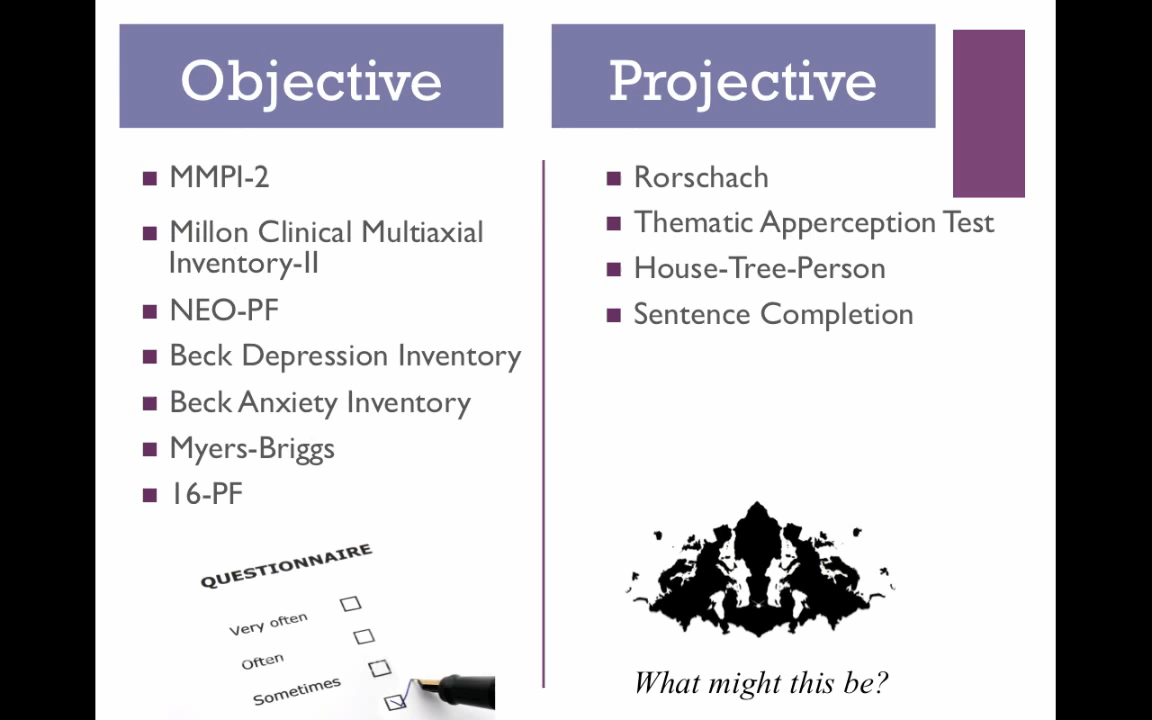 Objective
MMPI-2
Millon Clinical Multiaxial
Inventory-II
NEO-PF
Beck Depression Inventory
Beck Anxiety Inventory
Myers-Briggs
16-PF
QUESTIONNAIRE
Very often
Often
Sometimes
Projective
Rorschach
Thematic Apperception Test
House-Tree-Person
Sentence Completion
What might this be?